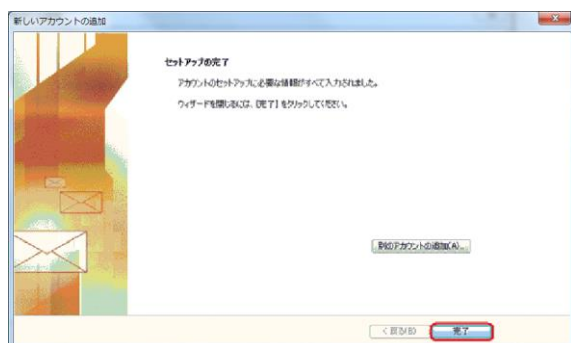 新しいアカウントの追加
セットアップの完了
アカウントのセットアップに必要な情報がすべて入力されました。
ウィザードを閉じるには、[完了] をクリックしてください。
別のアカウントの追加(A)...
< 戻る(B)
完了